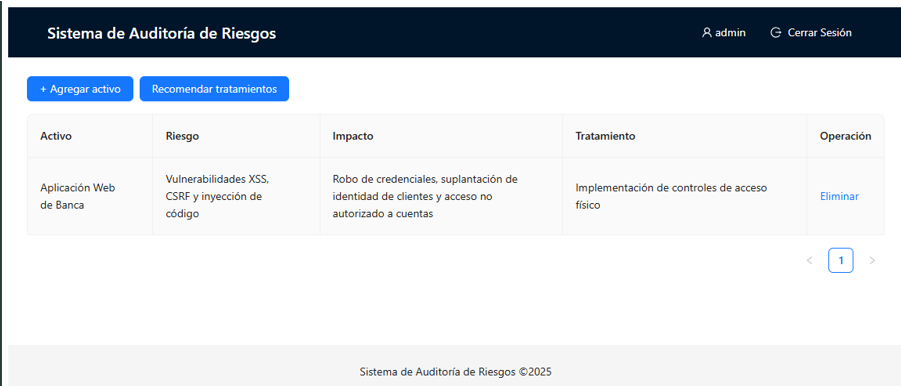 Sistema de Auditoría de Riesgos
admin
Cerrar Sesión
+ Agregar activo
Recomendar tratamientos
Activo
Riesgo
Impacto
Tratamiento
Operación
Aplicación Web
de Banca
Vulnerabilidades XSS,
CSRF y inyección de
código
Robo de credenciales, suplantación de
identidad de clientes y acceso no
autorizado a cuentas
Implementación de controles de acceso
físico
Eliminar
< 1 >
Sistema de Auditoría de Riesgos ©2025